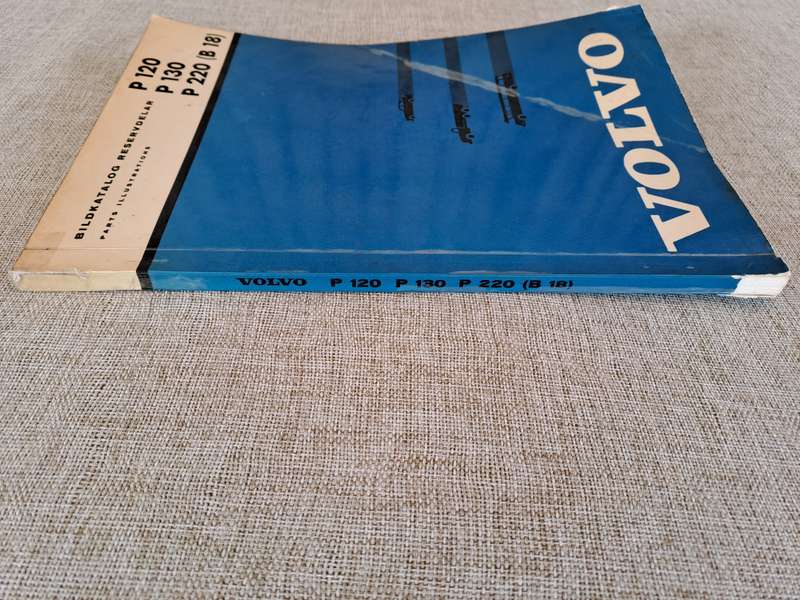 VOLVO
P 120
P 130
P 220 (B 18)
BILDKATALOG RESERVDELAR
PARTS ILLUSTRATIONS
VOLVO P 120 P 130 P 220 (B 18)